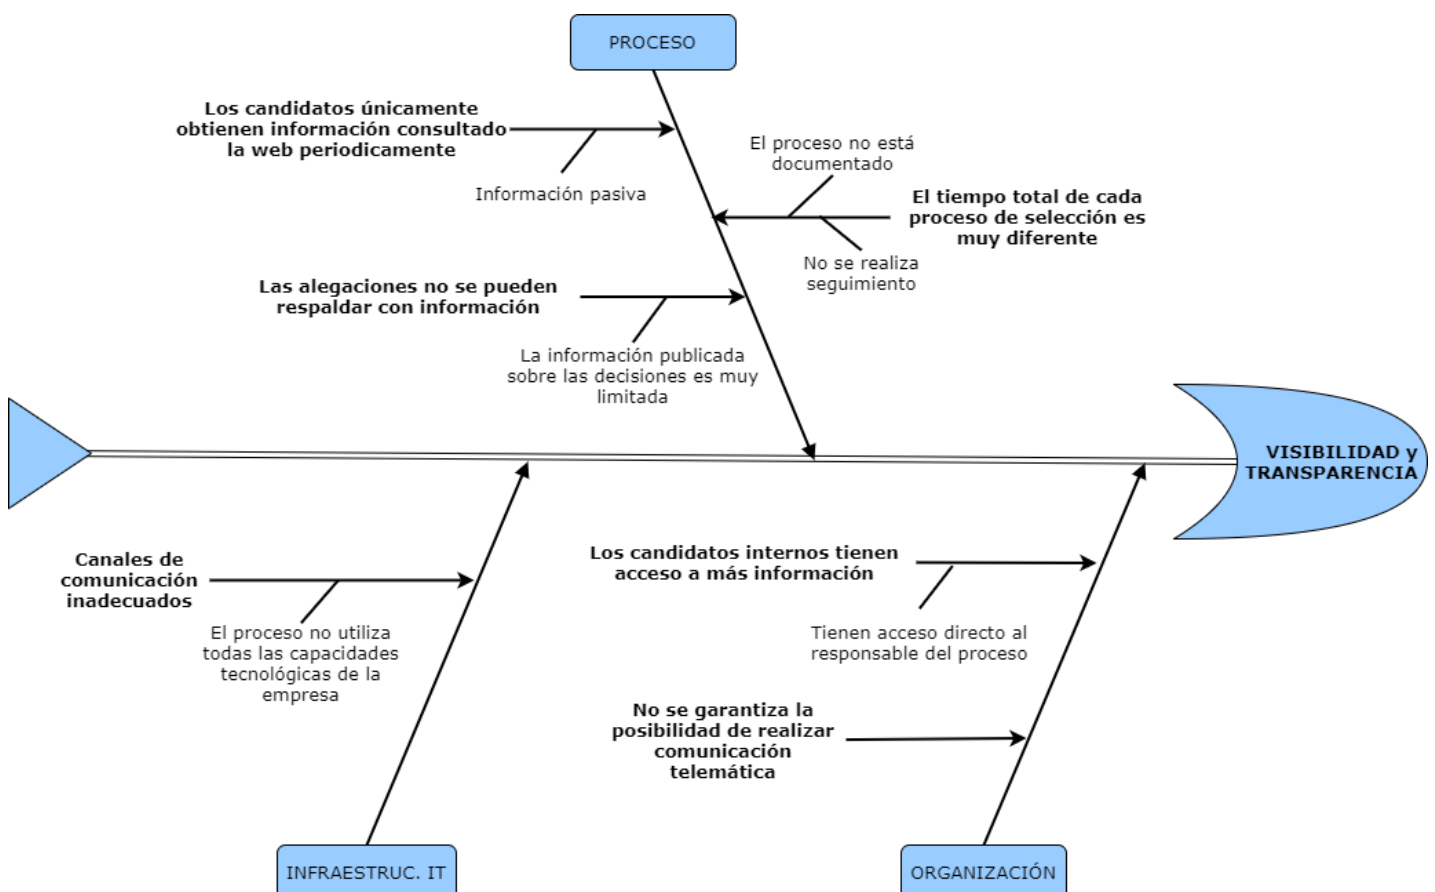 PROCESO
Los candidatos únicamente
obtienen información consultado
la web periodicamente
Información pasiva
El proceso no está
documentado
El tiempo total de cada
proceso de selección es
muy diferente
No se realiza
seguimiento
Las alegaciones no se pueden
respaldar con información
La información publicada
sobre las decisiones es muy
limitada
VISIBILIDAD y
TRANSPARENCIA
Canales de
comunicación
inadecuados
El proceso no utiliza
todas las capacidades
tecnológicas de la
empresa
Los candidatos internos tienen
acceso a más información
Tienen acceso directo al
responsable del proceso
No se garantiza la
posibilidad de realizar
comunicación
telemática
INFRAESTRUC. IT
ORGANIZACIÓN